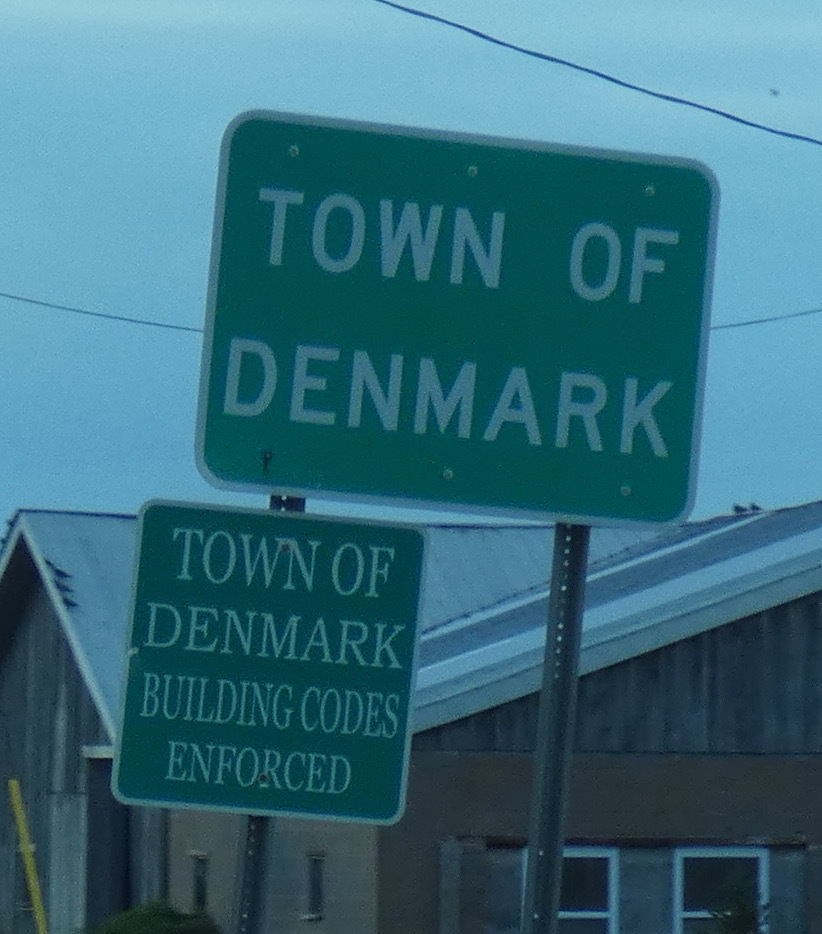 TOWN OF
DENMARK
TOWN OF
DENMARK
BUILDING CODES
ENFORCED